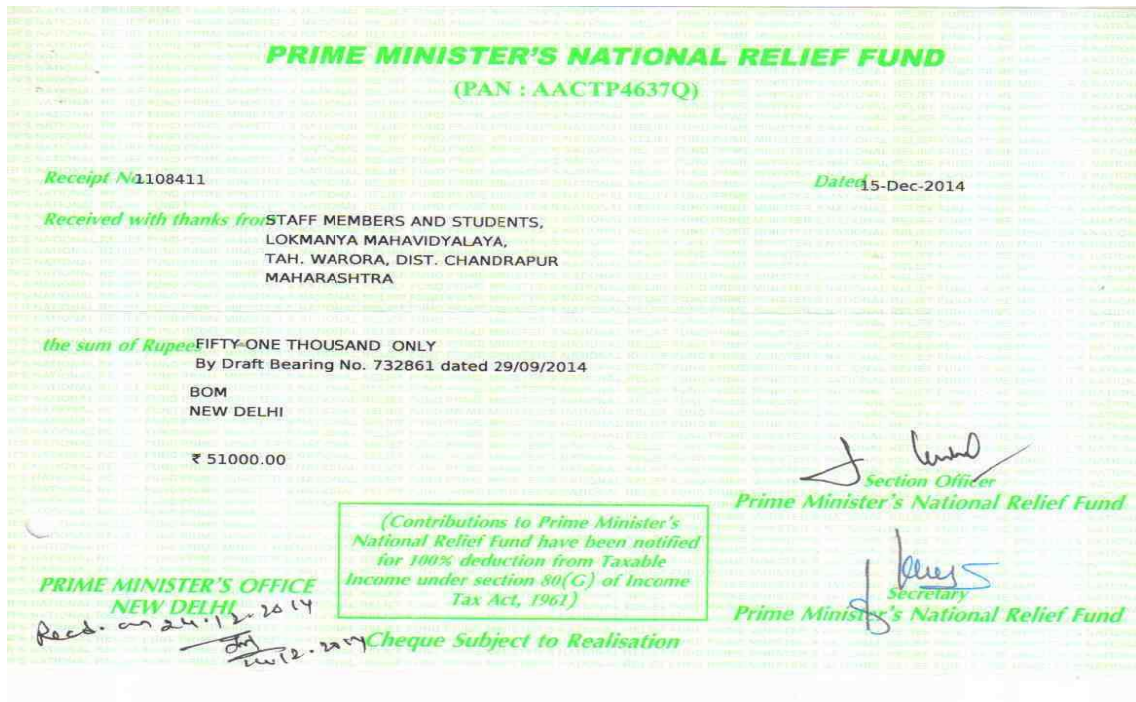 PRIME MINISTER'S NATIONAL RELIEF FUND
(PAN : AACTP4637Q)
Receipt No 1108411
Dated 15-Dec-2014
Received with thanks from STAFF MEMBERS AND STUDENTS,
LOKMANYA MAHAVIDYALAYA,
TAH. WARORA, DIST. CHANDRAPUR
MAHARASHTRA
the sum of Rupees FIFTY-ONE THOUSAND ONLY
By Draft Bearing No. 732861 dated 29/09/2014
BOM
NEW DELHI
₹ 51000.00
Section Officer
Prime Minister's National Relief Fund
(Contributions to Prime Minister's
National Relief Fund have been notified
for 100% deduction from Taxable
Income under section 80(G) of Income
Tax Act, 1961)
Secretary
Prime Minister's National Relief Fund
PRIME MINISTER'S OFFICE
NEW DELHI
Recd. on 24.12.2014
24.12.2014
Cheque Subject to Realisation